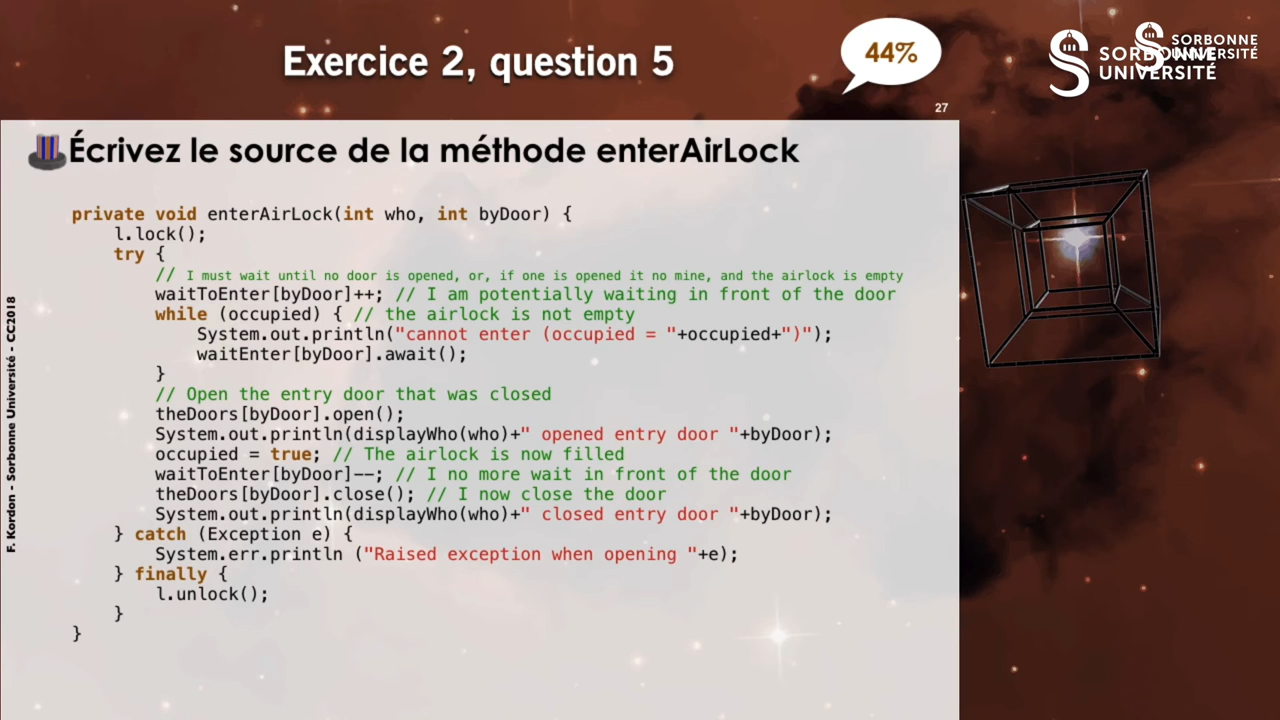 Exercice 2, question 5
44%
SORBONNE
UNIVERSITÉ
SORBONNE
UNIVERSITÉ
27
Écrivez le source de la méthode enterAirLock
private void enterAirLock(int who, int byDoor) {
l.lock();
try {
// I must wait until no door is opened, or, if one is opened it no mine, and the airlock is empty
waitToEnter[byDoor]++; // I am potentially waiting in front of the door
while (occupied) { // the airlock is not empty
System.out.println("cannot enter (occupied = "+occupied+")");
waitEnter[byDoor].await();
}
// Open the entry door that was closed
theDoors[byDoor].open();
System.out.println(displayWho(who)+" opened entry door "+byDoor);
occupied = true; // The airlock is now filled
waitToEnter[byDoor]--; // I no more wait in front of the door
theDoors[byDoor].close(); // I now close the door
System.out.println(displayWho(who)+" closed entry door "+byDoor);
} catch (Exception e) {
System.err.println ("Raised exception when opening "+e);
} finally {
l.unlock();
}
}
F. Kordon - Sorbonne Université - CC2018